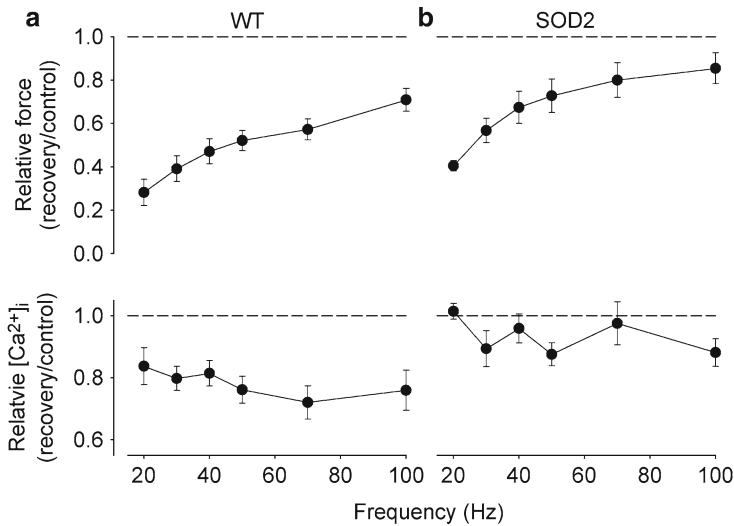 a WT b SOD2
Relative force
(recovery/control)
1.0
0.8
0.6
0.4
0.2
0.0
Relatvie [Ca²⁺]ᵢ
(recovery/control)
1.0
0.8
0.6
20 40 60 80 100 20 40 60 80 100
Frequency (Hz)